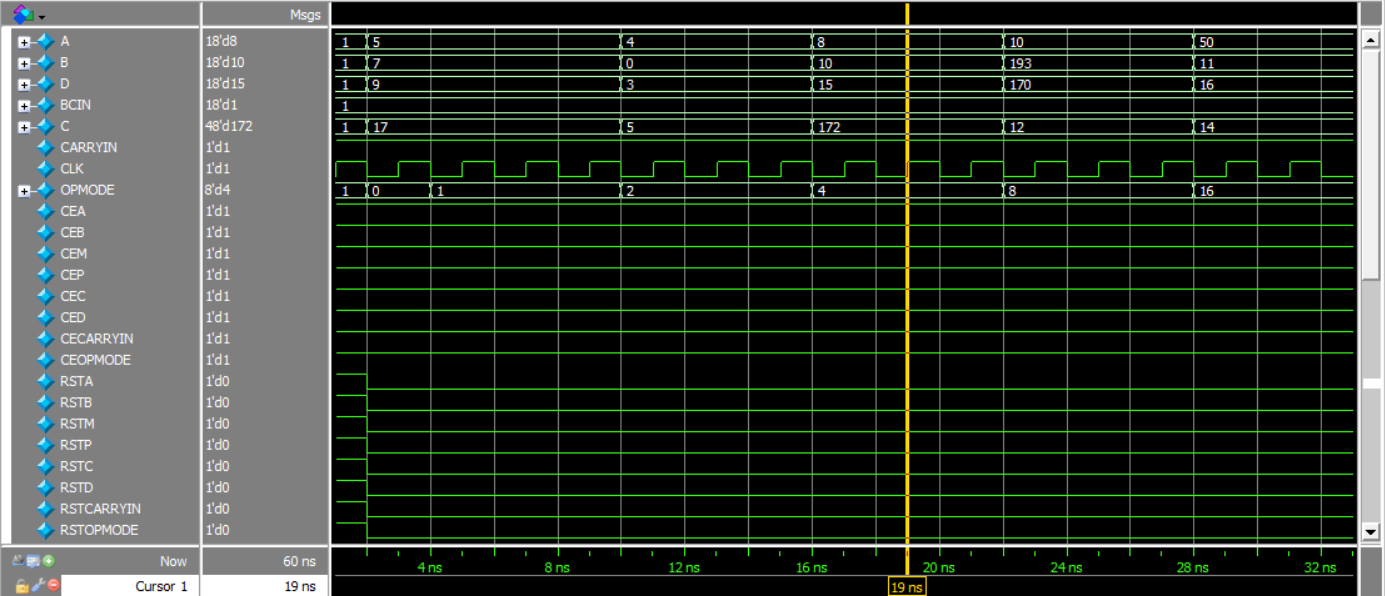 Msgs
A 18'd8 1 5 4 8 10 50
B 18'd10 1 7 0 10 193 11
D 18'd15 1 9 3 15 170 16
BCIN 18'd1 1
C 48'd172 1 17 5 172 12 14
CARRYIN 1'd1
CLK 1'd1
OPMODE 8'd4 1 0 1 2 4 8 16
CEA 1'd1
CEB 1'd1
CEM 1'd1
CEP 1'd1
CEC 1'd1
CED 1'd1
CECARRYIN 1'd1
CEOPMODE 1'd1
RSTA 1'd0
RSTB 1'd0
RSTM 1'd0
RSTP 1'd0
RSTC 1'd0
RSTD 1'd0
RSTCARRYIN 1'd0
RSTOPMODE 1'd0
Now 60 ns 4 ns 8 ns 12 ns 16 ns 20 ns 24 ns 28 ns 32 ns
Cursor 1 19 ns 19 ns